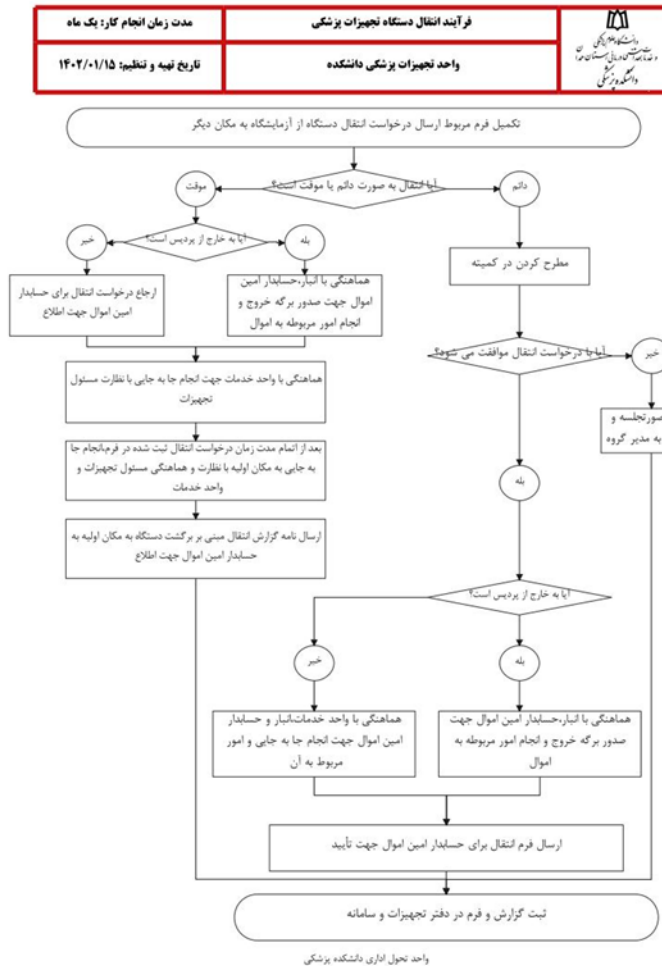 دانشکده پزشکی
فرآیند انتقال دستگاه تجهیزات پزشکی
مدت زمان انجام کار: یک ماه
واحد تجهیزات پزشکی دانشکده
تاریخ تهیه و تنظیم: ۱۴۰۲/۰۱/۱۵
تکمیل فرم مربوط ارسال درخواست انتقال دستگاه از آزمایشگاه به مکان دیگر
آیا انتقال به صورت دائم یا موقت است؟
دائم
موقت
مطرح کردن در کمیته
آیا با درخواست انتقال موافقت می شود؟
خیر
صورتجلسه و
به مدیر گروه
بله
آیا به خارج از پردیس است؟
بله
خیر
هماهنگی با انبار،حسابدار امین اموال جهت
صدور برگه خروج و انجام امور مربوطه به
اموال
هماهنگی با واحد خدمات،انبار و حسابدار
امین اموال جهت انجام جا به جایی و امور
مربوط به آن
ارسال فرم انتقال برای حسابدار امین اموال جهت تأیید
آیا به خارج از پردیس است؟
بله
خیر
هماهنگی با انبار،حسابدار امین
اموال جهت صدور برگه خروج و
انجام امور مربوطه به اموال
ارجاع درخواست انتقال برای حسابدار
امین اموال جهت اطلاع
هماهنگی با واحد خدمات جهت انجام جا به جایی با نظارت مسئول
تجهیزات
بعد از اتمام مدت زمان درخواست انتقال ثبت شده در فرم،انجام جا
به جایی به مکان اولیه با نظارت و هماهنگی مسئول تجهیزات و
واحد خدمات
ارسال نامه گزارش انتقال مبنی بر برگشت دستگاه به مکان اولیه به
حسابدار امین اموال جهت اطلاع
ثبت گزارش و فرم در دفتر تجهیزات و سامانه
واحد تحول اداری دانشکده پزشکی